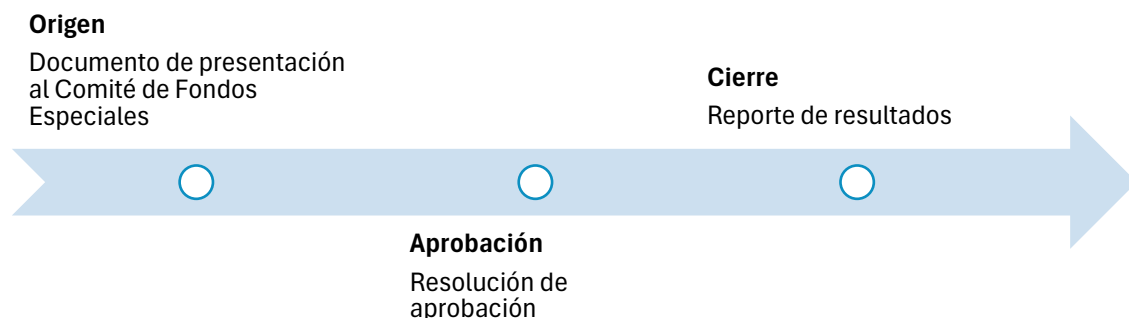 Origen
Documento de presentación
al Comité de Fondos
Especiales
Cierre
Reporte de resultados
Aprobación
Resolución de
aprobación